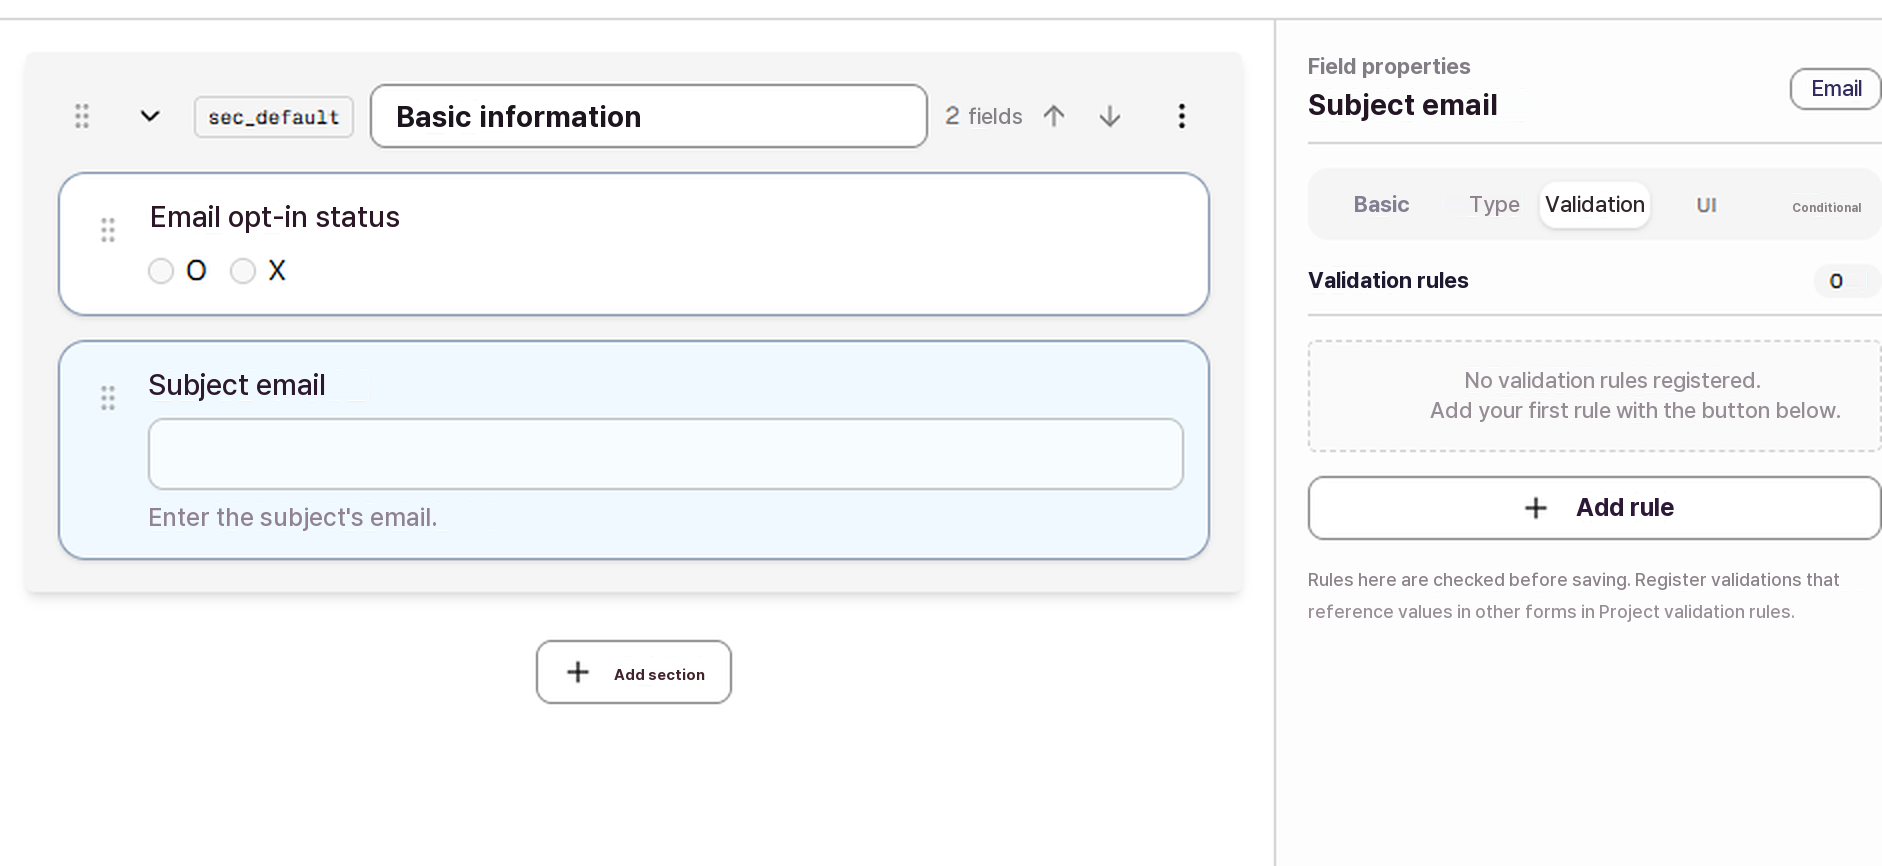 sec_default
Basic information
2 fields
Email opt-in status
O X
Subject email
Enter the subject's email.
Add section
Field properties
Subject email
Email
Basic Type Validation UI Conditional
Validation rules
0
No validation rules registered.
Add your first rule with the button below.
Add rule
Rules here are checked before saving. Register validations that
reference values in other forms in Project validation rules.